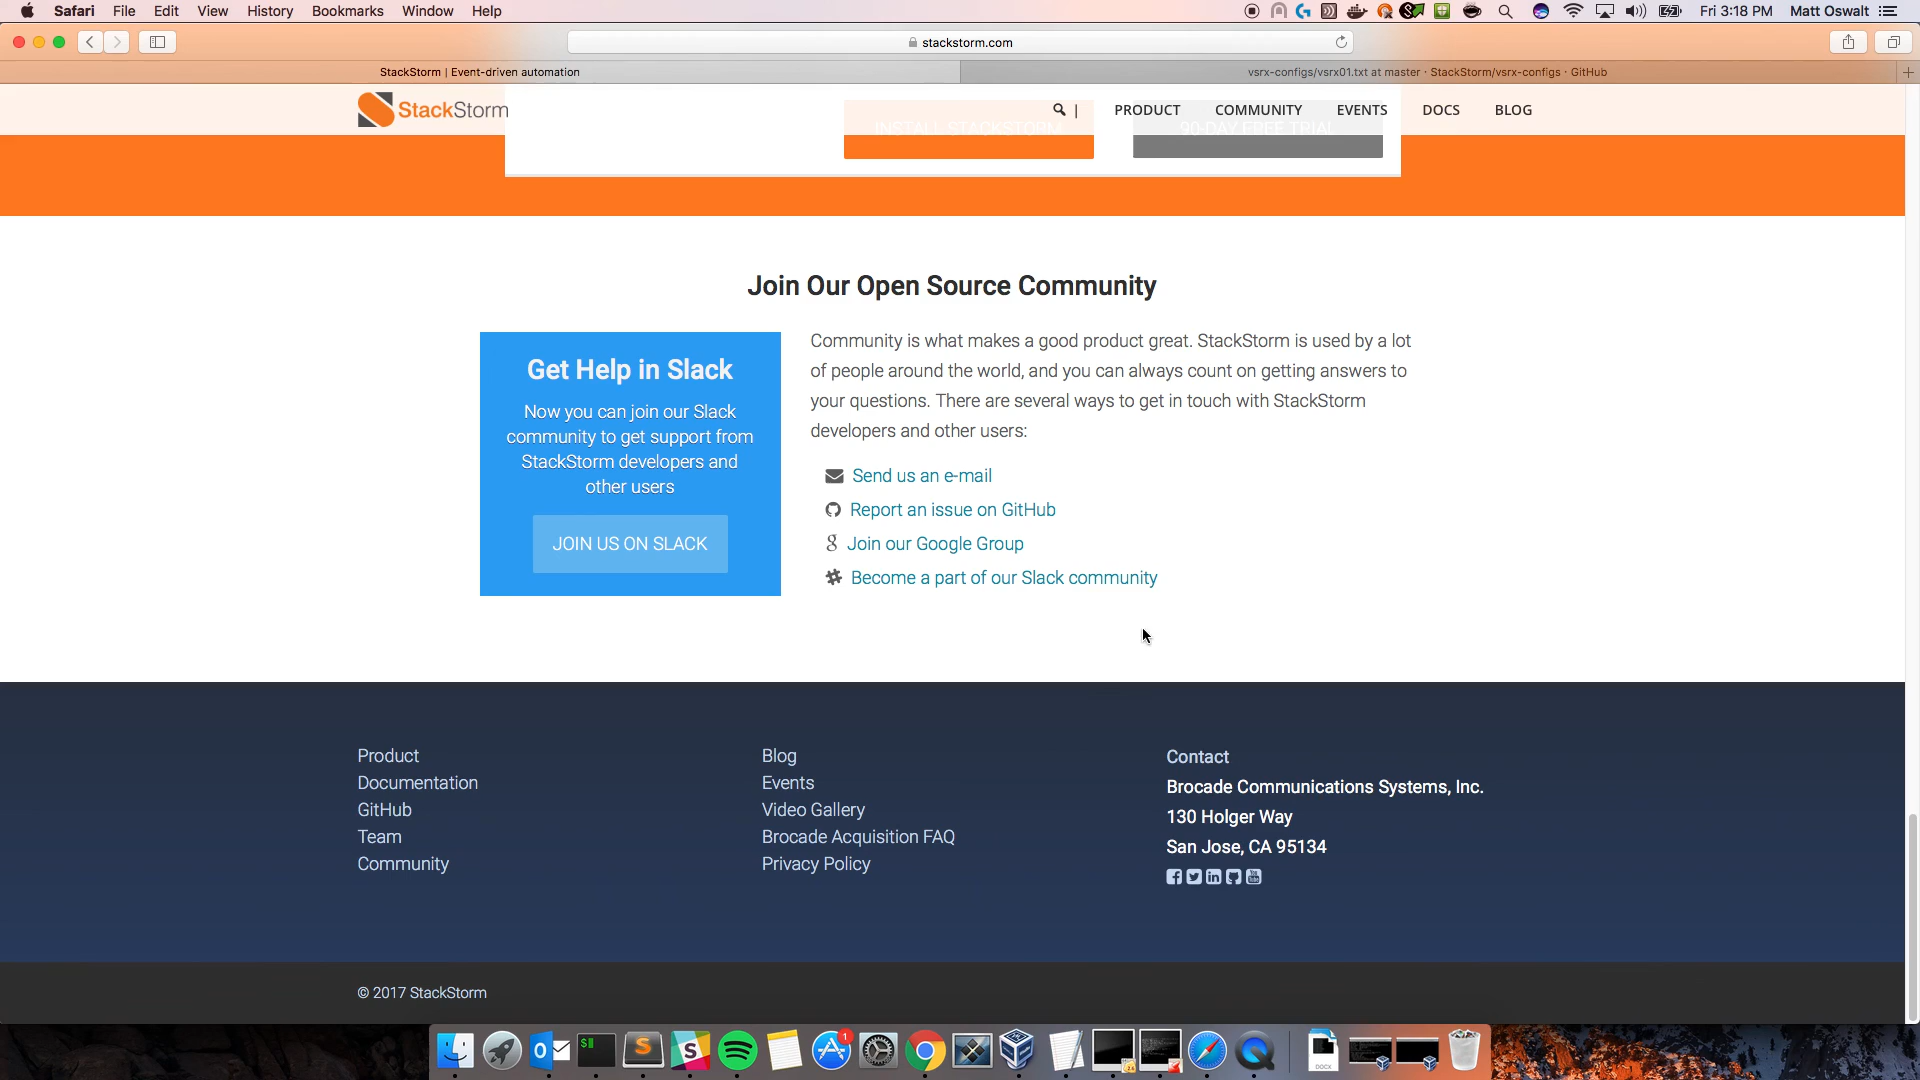 Safari File Edit View History Bookmarks Window Help Fri 3:18 PM Matt Oswalt
stackstorm.com
StackStorm | Event-driven automation
vsrx-configs/vsrx01.txt at master · StackStorm/vsrx-configs · GitHub
StackStorm
PRODUCT COMMUNITY EVENTS DOCS BLOG
INSTALL STACKSTORM 90-DAY FREE TRIAL
Join Our Open Source Community
Get Help in Slack
Now you can join our Slack
community to get support from
StackStorm developers and
other users
JOIN US ON SLACK
Community is what makes a good product great. StackStorm is used by a lot
of people around the world, and you can always count on getting answers to
your questions. There are several ways to get in touch with StackStorm
developers and other users:
Send us an e-mail
Report an issue on GitHub
Join our Google Group
Become a part of our Slack community
Product
Documentation
GitHub
Team
Community
Blog
Events
Video Gallery
Brocade Acquisition FAQ
Privacy Policy
Contact
Brocade Communications Systems, Inc.
130 Holger Way
San Jose, CA 95134
© 2017 StackStorm